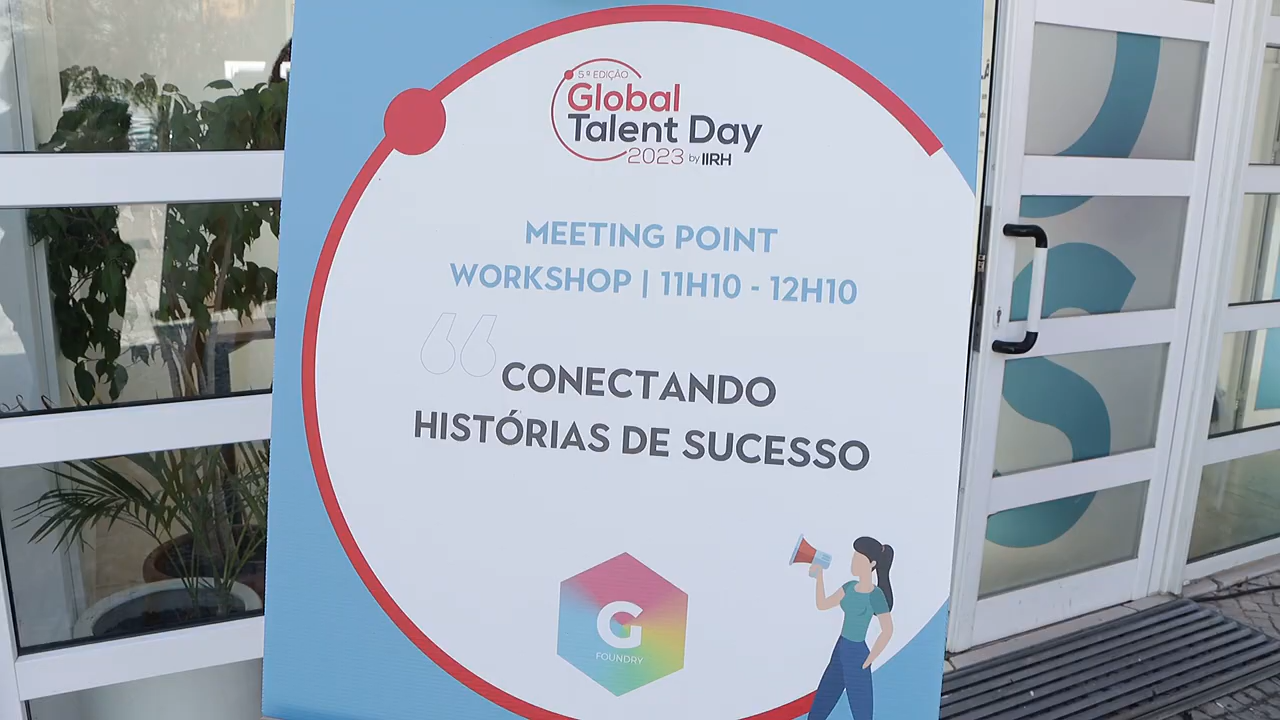 5ª EDIÇÃO
Global
Talent Day
2023 by IIRH
MEETING POINT
WORKSHOP | 11H10 - 12H10
“ CONECTANDO
HISTÓRIAS DE SUCESSO
G
FOUNDRY